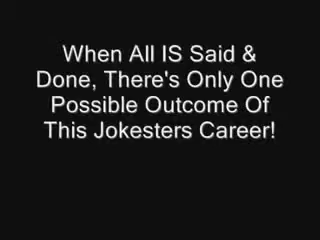 When All IS Said &
Done, There's Only One
Possible Outcome Of
This Jokesters Career!